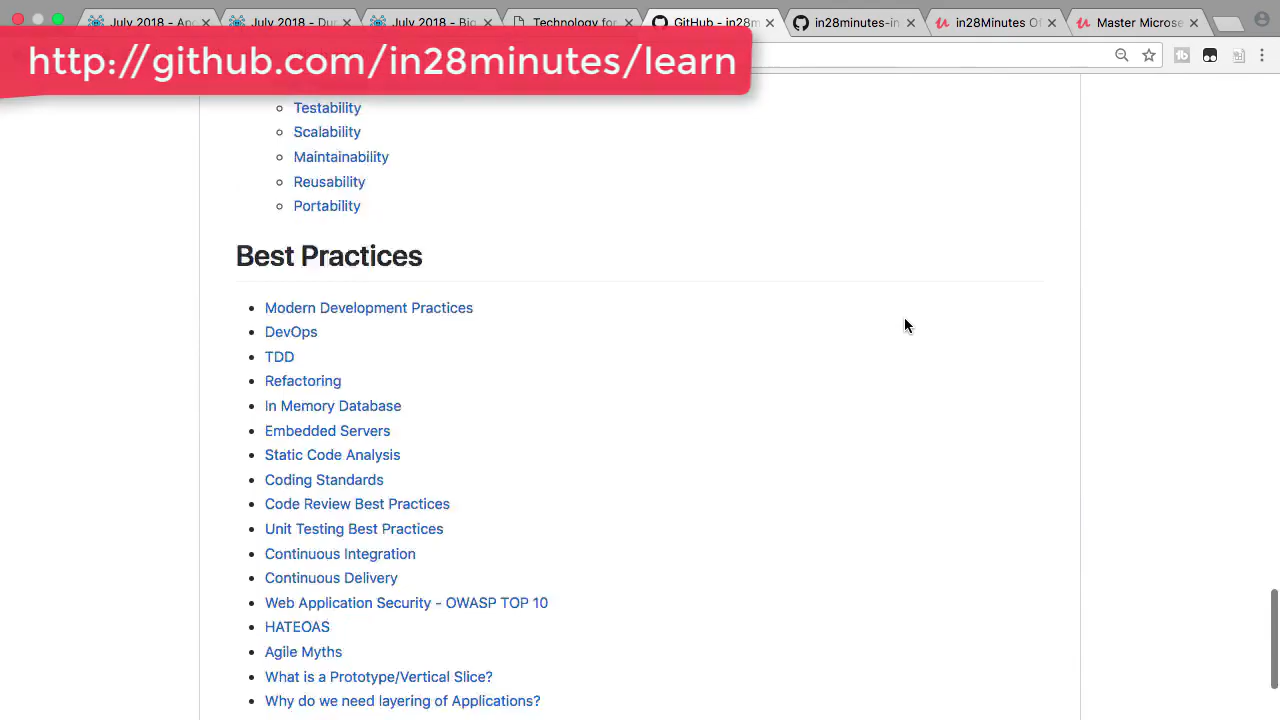 July 2018 - An
July 2018 - Du
July 2018 - Big
Technology for
GitHub - in28m
in28minutes-in
in28Minutes Of
Master Microse
http://github.com/in28minutes/learn
Testability
Scalability
Maintainability
Reusability
Portability
Best Practices
Modern Development Practices
DevOps
TDD
Refactoring
In Memory Database
Embedded Servers
Static Code Analysis
Coding Standards
Code Review Best Practices
Unit Testing Best Practices
Continuous Integration
Continuous Delivery
Web Application Security - OWASP TOP 10
HATEOAS
Agile Myths
What is a Prototype/Vertical Slice?
Why do we need layering of Applications?